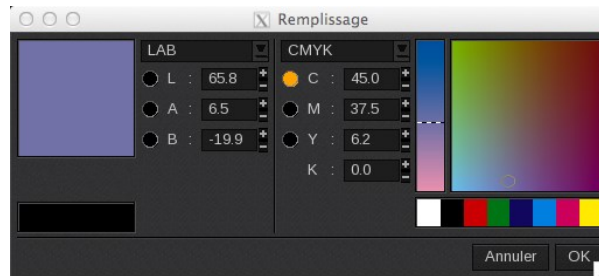 Remplissage
LAB CMYK
L : 65.8 C : 45.0
A : 6.5 M : 37.5
B : -19.9 Y : 6.2
K : 0.0
Annuler OK